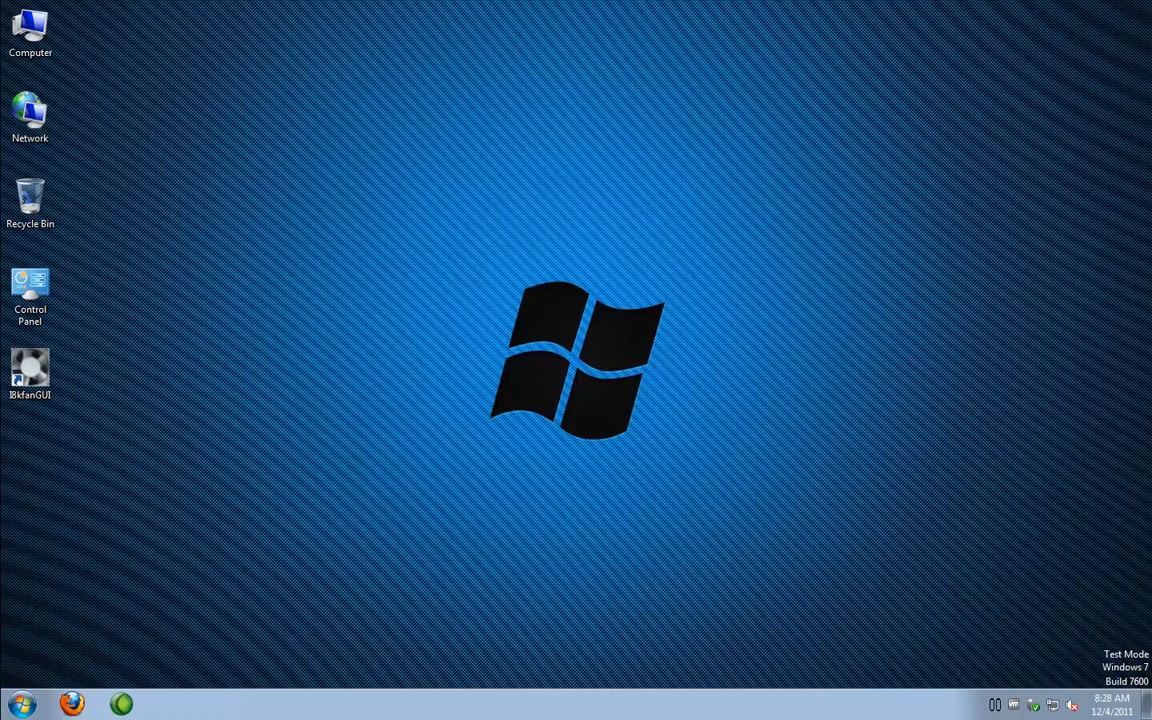 Computer
Network
Recycle Bin
Control
Panel
I8kfanGUI
Test Mode
Windows 7
Build 7600
vm
8:28 AM
12/4/2011